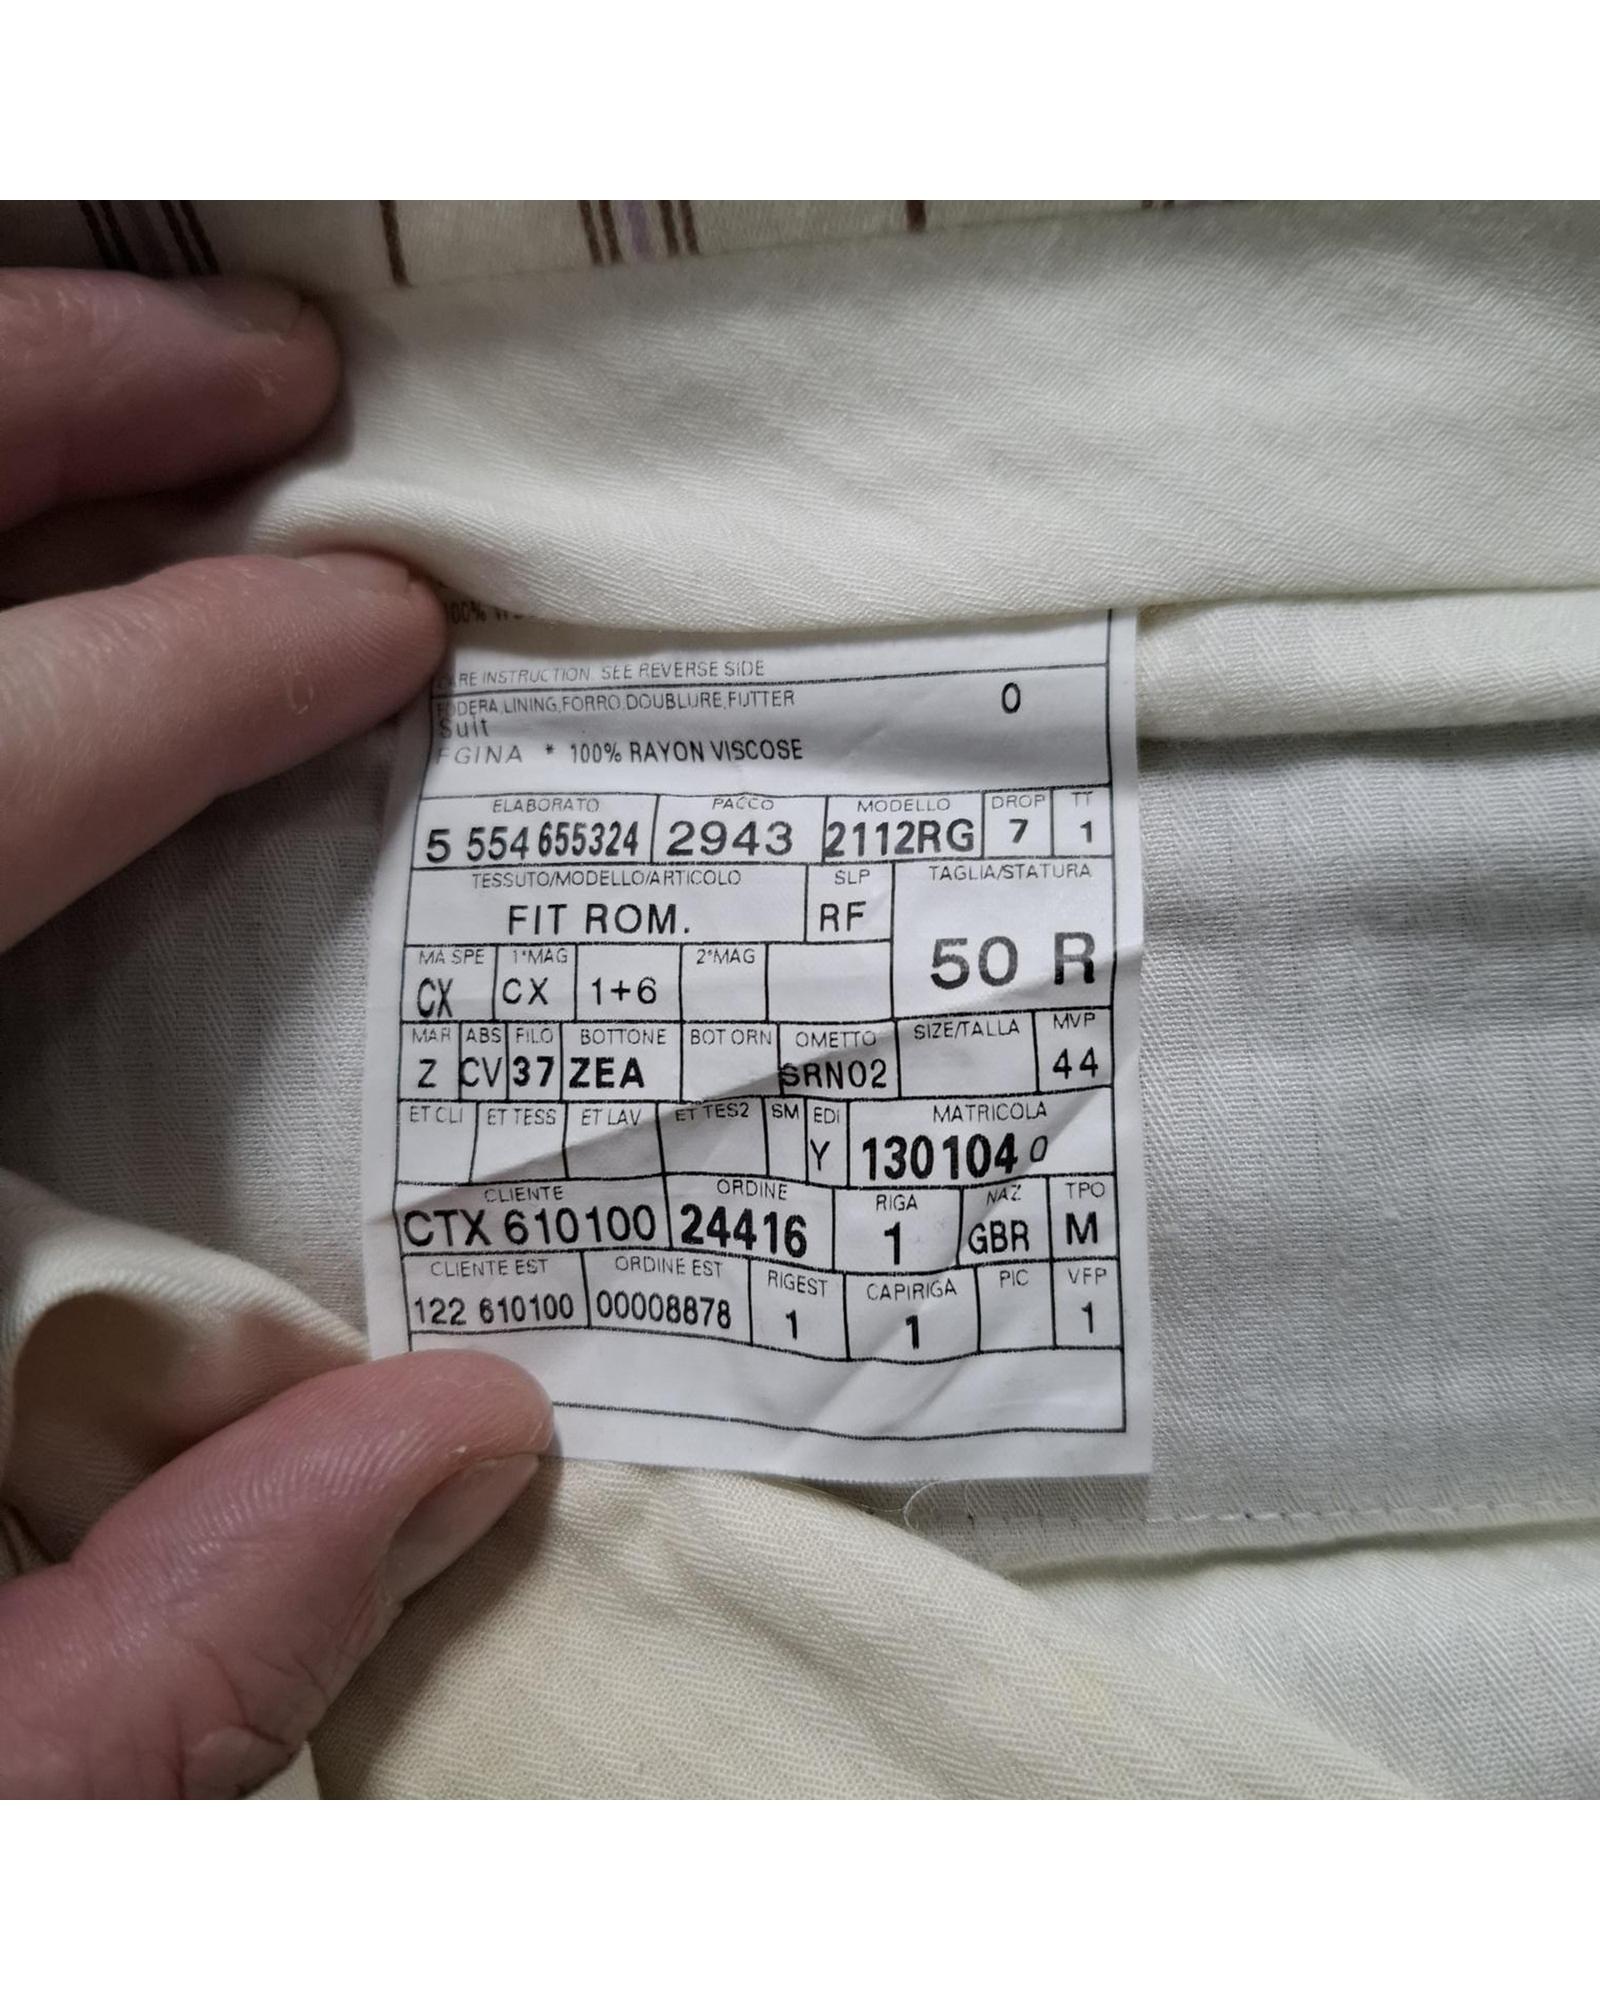 100%
CARE INSTRUCTION. SEE REVERSE SIDE
FODERA,LINING,FORRO,DOUBLURE,FUTTER 0
Suit
EGINA * 100% RAYON VISCOSE
ELABORATO PACCO MODELLO DROP TT
5 554 655324 2943 2112RG 7 1
TESSUTO/MODELLO/ARTICOLO SLP TAGLIA/STATURA
FIT ROM. RF 50 R
MA SPE 1°MAG 2°MAG
CX CX 1+6
MAR ABS FILO BOTTONE BOT ORN OMETTO SIZE/TALLA MVP
Z CV 37 ZEA SRN02 44
ET CLI ET TESS ET LAV ET TES2 SM EDI MATRICOLA
Y 130104 0
CLIENTE ORDINE RIGA NAZ TPO
CTX 610100 24416 1 GBR M
CLIENTE EST ORDINE EST RIGEST CAPIRIGA PIC VFP
122 610100 00008878 1 1 1